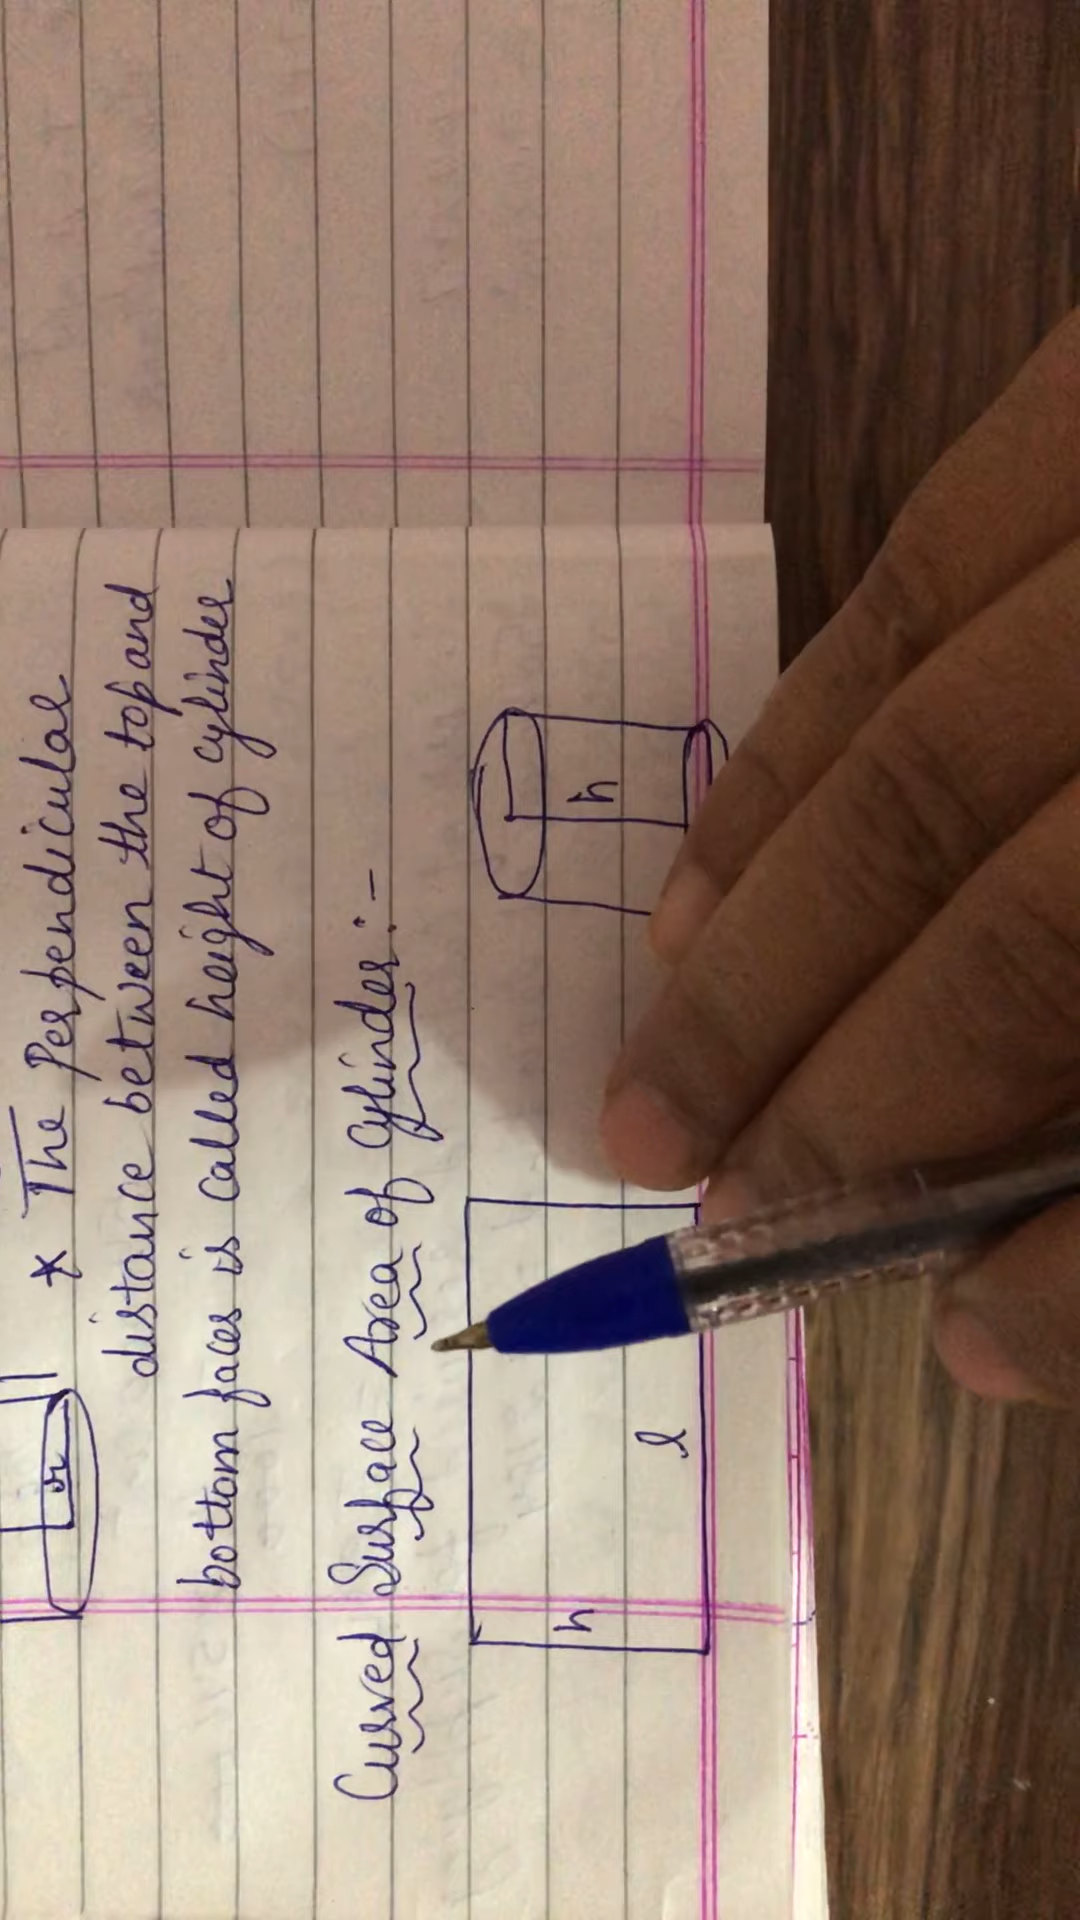 r
* The Perpendicular
distance between the top and
bottom faces is called height of cylinder
Curved Surface Area of Cylinder:-
h
l
h